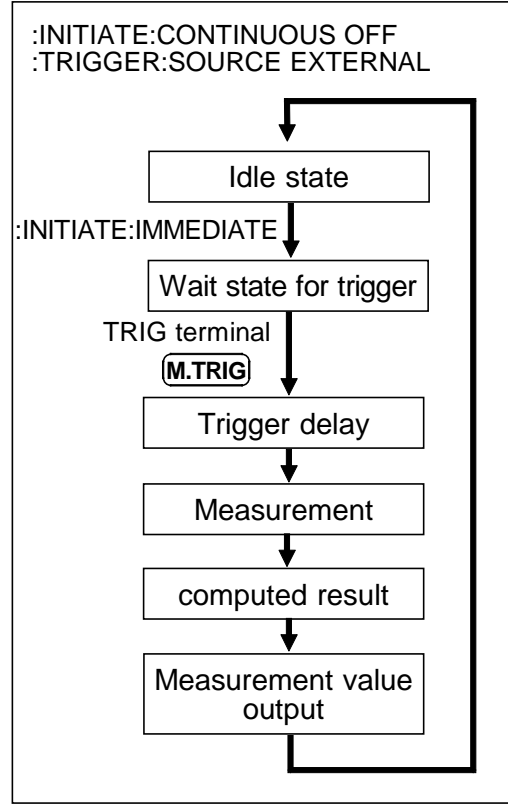 :INITIATE:CONTINUOUS OFF
:TRIGGER:SOURCE EXTERNAL
Idle state
:INITIATE:IMMEDIATE
Wait state for trigger
TRIG terminal
M.TRIG
Trigger delay
Measurement
computed result
Measurement value
output